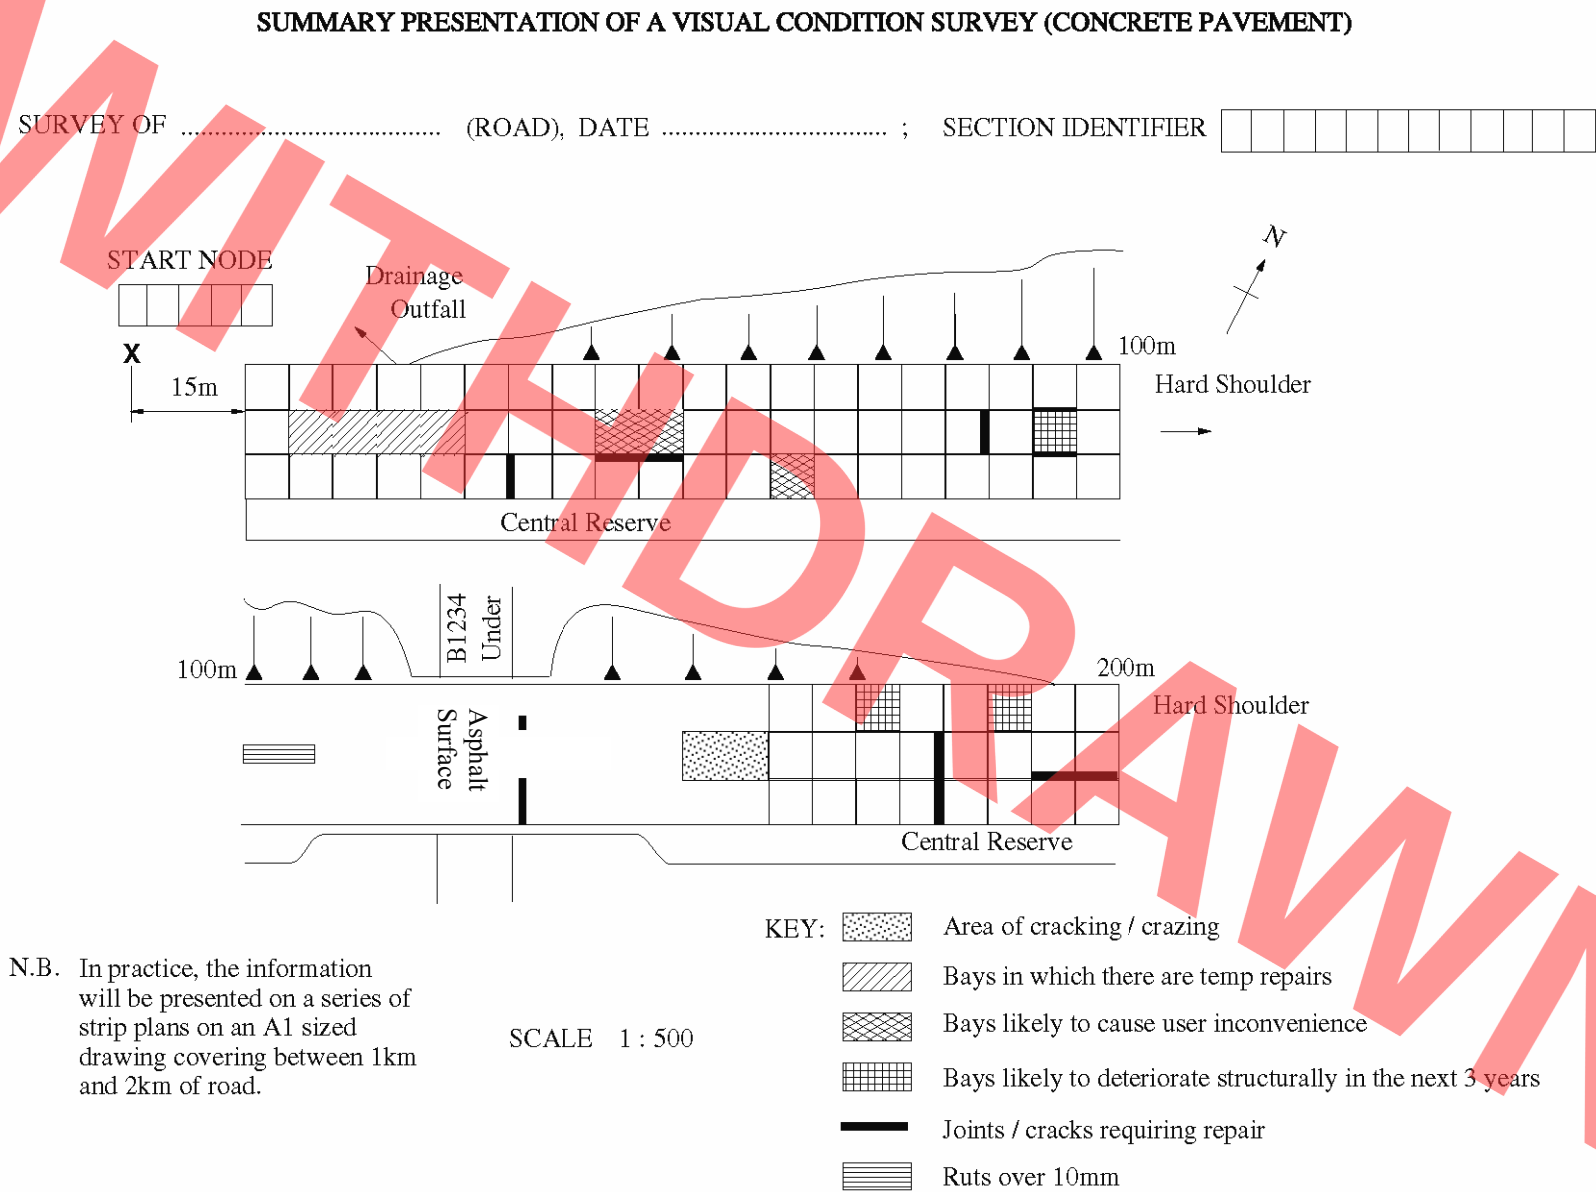 SUMMARY PRESENTATION OF A VISUAL CONDITION SURVEY (CONCRETE PAVEMENT)
SURVEY OF ...................................... (ROAD), DATE ................................. ; SECTION IDENTIFIER
START NODE
Drainage
Outfall
N
X
15m
100m
Hard Shoulder
Central Reserve
B1234
Under
100m
200m
Hard Shoulder
Asphalt
Surface
Central Reserve
KEY:
Area of cracking / crazing
Bays in which there are temp repairs
Bays likely to cause user inconvenience
Bays likely to deteriorate structurally in the next 3 years
Joints / cracks requiring repair
Ruts over 10mm
N.B. In practice, the information
will be presented on a series of
strip plans on an A1 sized
drawing covering between 1km
and 2km of road.
SCALE 1 : 500
WITHDRAWN